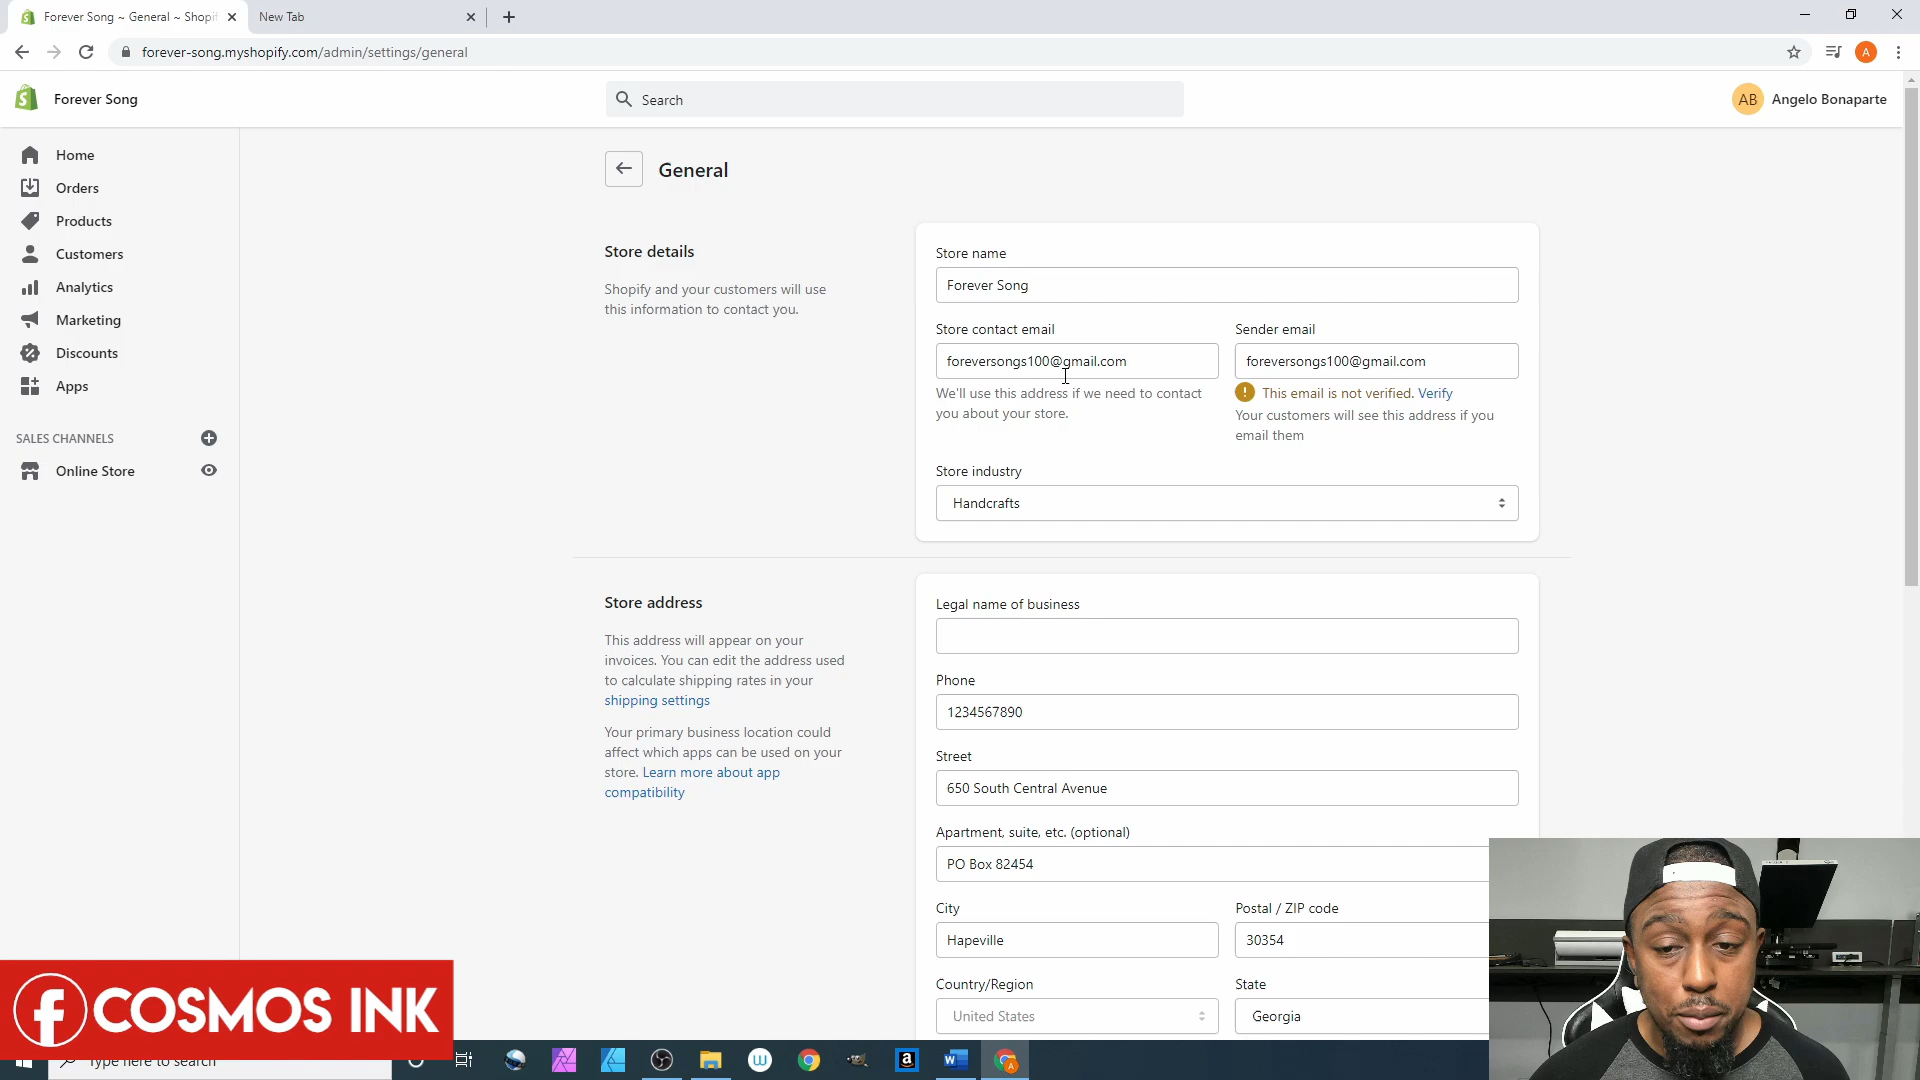 Forever Song ~ General ~ Shopif
New Tab
forever-song.myshopify.com/admin/settings/general
A
Forever Song
Search
AB Angelo Bonaparte
Home
Orders
Products
Customers
Analytics
Marketing
Discounts
Apps
SALES CHANNELS
Online Store
General
Store details
Shopify and your customers will use
this information to contact you.
Store name
Forever Song
Store contact email
foreversongs100@gmail.com
We'll use this address if we need to contact
you about your store.
Sender email
foreversongs100@gmail.com
This email is not verified. Verify
Your customers will see this address if you
email them
Store industry
Handcrafts
Store address
This address will appear on your
invoices. You can edit the address used
to calculate shipping rates in your
shipping settings
Your primary business location could
affect which apps can be used on your
store. Learn more about app
compatibility
Legal name of business
Phone
1234567890
Street
650 South Central Avenue
Apartment, suite, etc. (optional)
PO Box 82454
City
Hapeville
Postal / ZIP code
30354
Country/Region
United States
State
Georgia
COSMOS INK
Type here to search